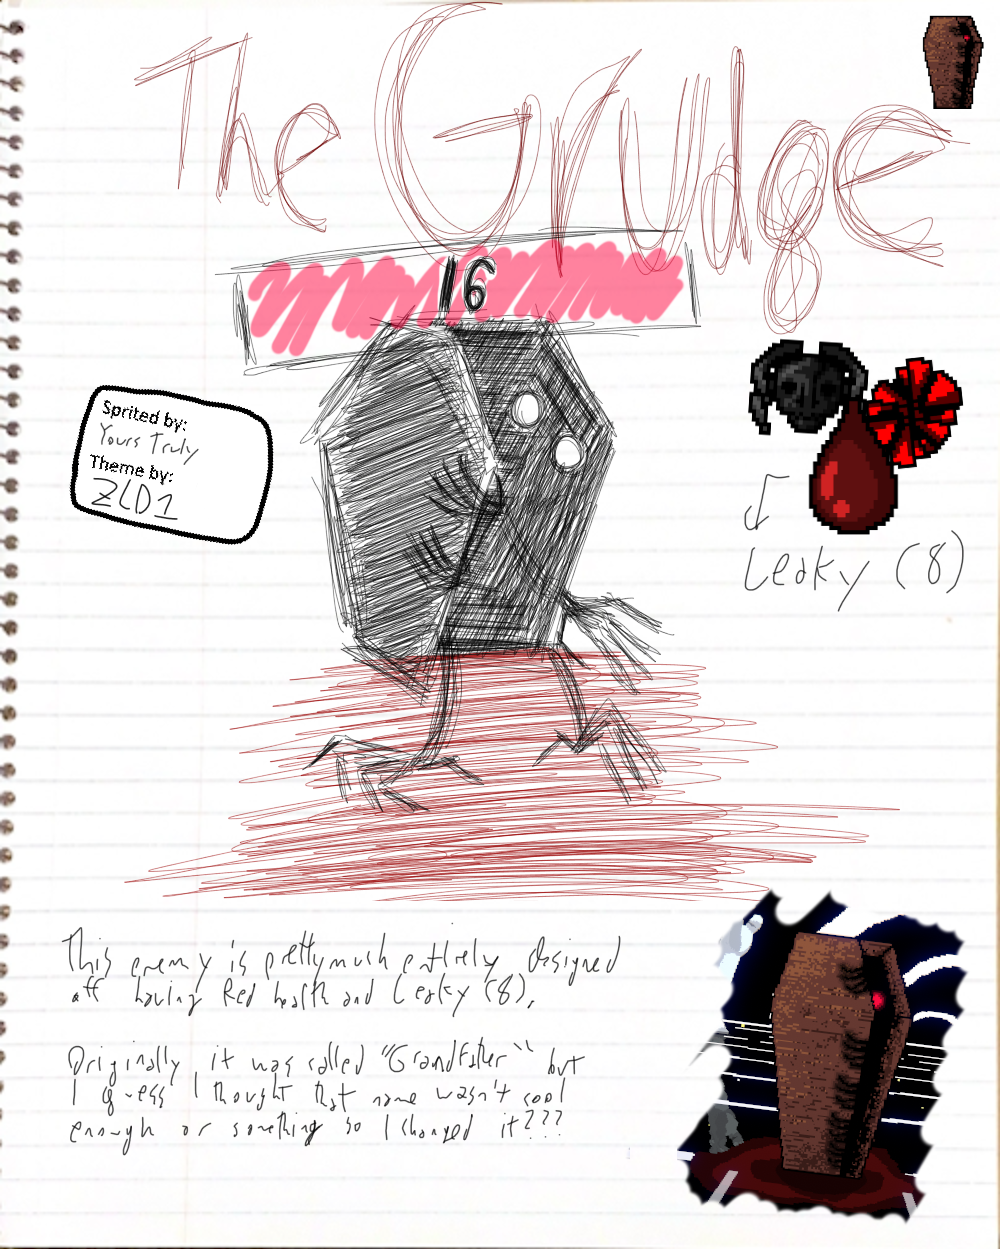 The Grudge
16
Sprited by:
Yours Truly
Theme by:
ZLD1
Leaky (8)
This enemy is prettymuch entirely designed
off having Red health and Leaky (8).
Originally it was called "Grandfather" but
I guess I thought that name wasn't cool
enough or something so I changed it???